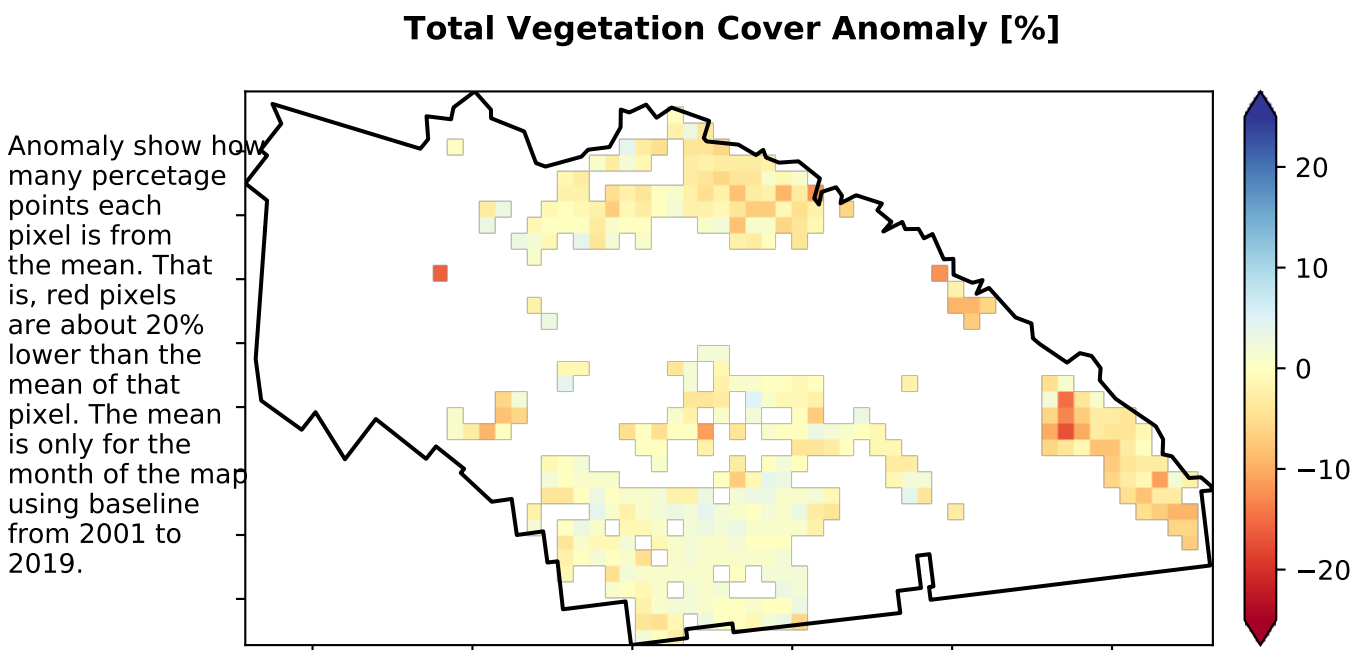 Total Vegetation Cover Anomaly [%]
Anomaly show how
many percetage
points each
pixel is from
the mean. That
is, red pixels
are about 20%
lower than the
mean of that
pixel. The mean
is only for the
month of the map
using baseline
from 2001 to
2019.
20
10
0
−10
−20